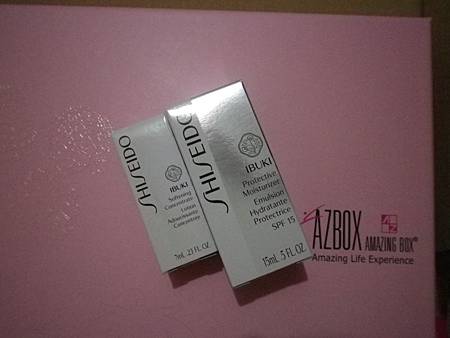 SHISEIDO
IBUKI
Softening
Concentrate
Lotion
Adoucissante
Concentrée
7mL .23 FL. OZ.
SHISEIDO
IBUKI
Protective
Moisturizer
Emulsion
Hydratante
Protectrice
SPF 15
15mL .5 FL. OZ.
AZBOX AMAZING BOX®
Amazing Life Experience